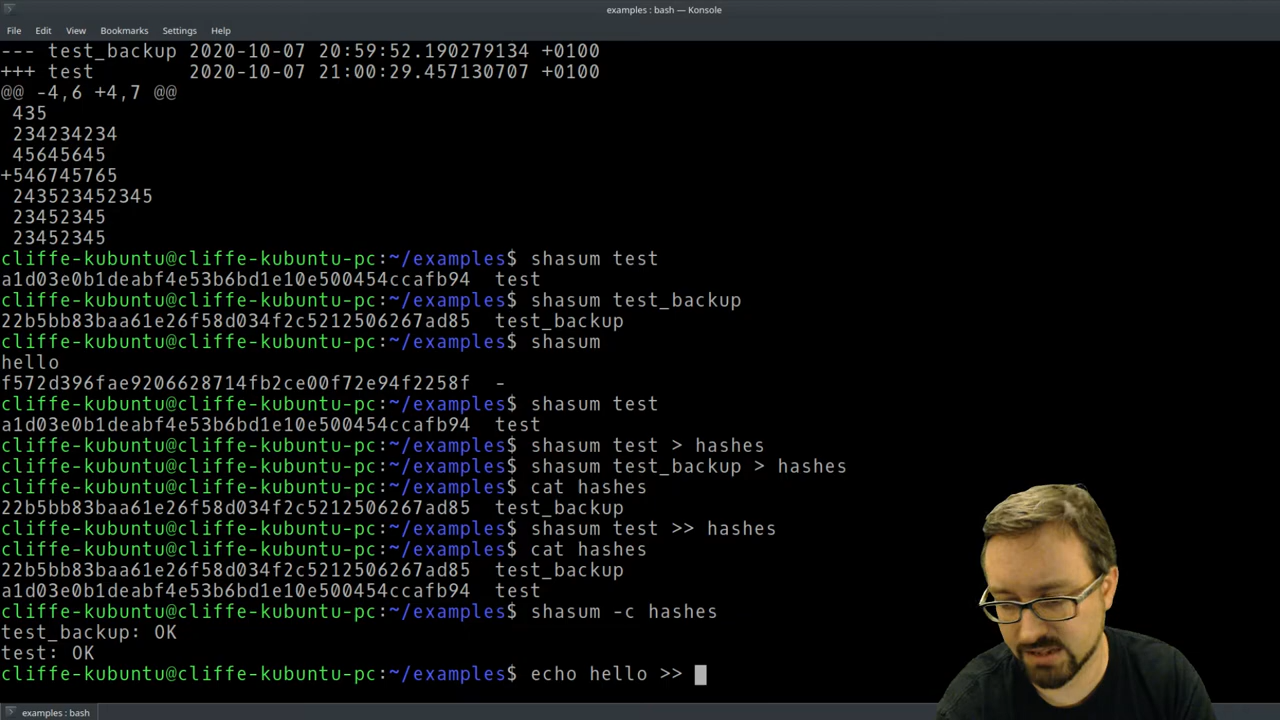 examples : bash — Konsole
File Edit View Bookmarks Settings Help
--- test_backup 2020-10-07 20:59:52.190279134 +0100
+++ test 2020-10-07 21:00:29.457130707 +0100
@@ -4,6 +4,7 @@
435
234234234
45645645
+546745765
243523452345
23452345
23452345
cliffe-kubuntu@cliffe-kubuntu-pc:~/examples$ shasum test
a1d03e0b1deabf4e53b6bd1e10e500454ccafb94 test
cliffe-kubuntu@cliffe-kubuntu-pc:~/examples$ shasum test_backup
22b5bb83baa61e26f58d034f2c5212506267ad85 test_backup
cliffe-kubuntu@cliffe-kubuntu-pc:~/examples$ shasum
hello
f572d396fae9206628714fb2ce00f72e94f2258f -
cliffe-kubuntu@cliffe-kubuntu-pc:~/examples$ shasum test
a1d03e0b1deabf4e53b6bd1e10e500454ccafb94 test
cliffe-kubuntu@cliffe-kubuntu-pc:~/examples$ shasum test > hashes
cliffe-kubuntu@cliffe-kubuntu-pc:~/examples$ shasum test_backup > hashes
cliffe-kubuntu@cliffe-kubuntu-pc:~/examples$ cat hashes
22b5bb83baa61e26f58d034f2c5212506267ad85 test_backup
cliffe-kubuntu@cliffe-kubuntu-pc:~/examples$ shasum test >> hashes
cliffe-kubuntu@cliffe-kubuntu-pc:~/examples$ cat hashes
22b5bb83baa61e26f58d034f2c5212506267ad85 test_backup
a1d03e0b1deabf4e53b6bd1e10e500454ccafb94 test
cliffe-kubuntu@cliffe-kubuntu-pc:~/examples$ shasum -c hashes
test_backup: OK
test: OK
cliffe-kubuntu@cliffe-kubuntu-pc:~/examples$ echo hello >>
examples : bash